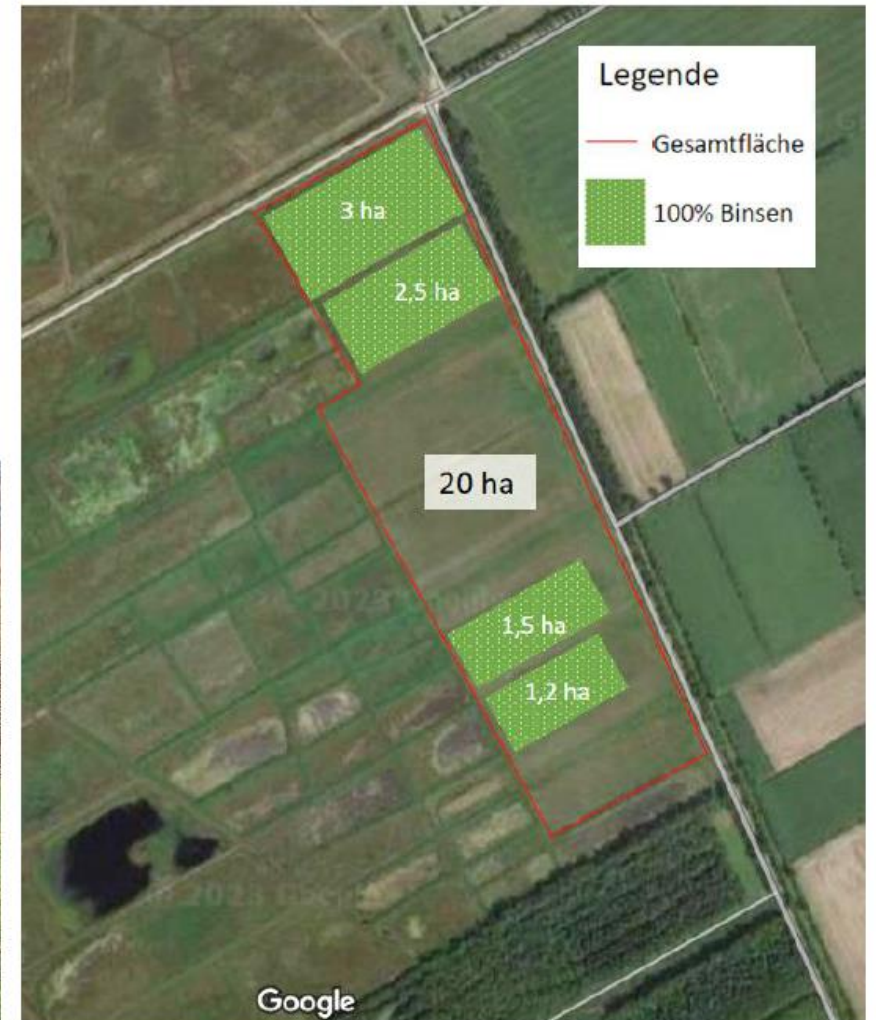 Legende
Gesamtfläche
100% Binsen
3 ha
2,5 ha
20 ha
1,5 ha
1,2 ha
Google